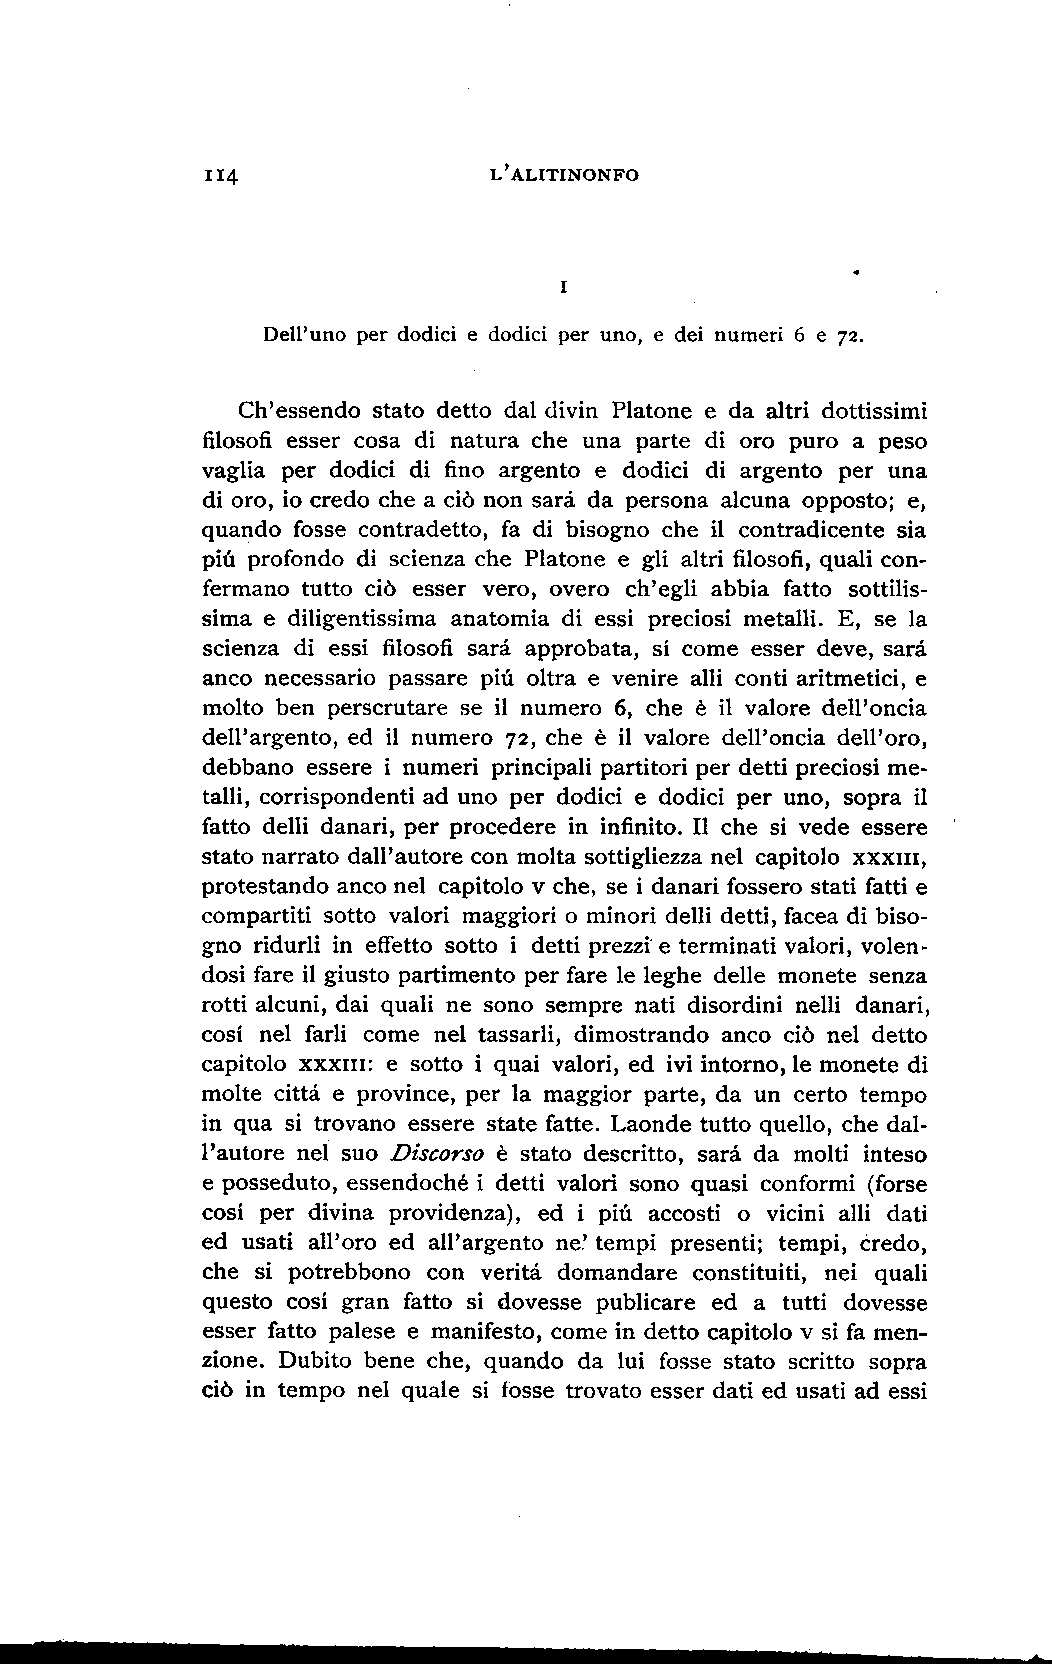 114 L'ALITINONFO
I
Dell'uno per dodici e dodici per uno, e dei numeri 6 e 72.
Ch'essendo stato detto dal divin Platone e da altri dottissimi
filosofi esser cosa di natura che una parte di oro puro a peso
vaglia per dodici di fino argento e dodici di argento per una
di oro, io credo che a ciò non sará da persona alcuna opposto; e,
quando fosse contradetto, fa di bisogno che il contradicente sia
piú profondo di scienza che Platone e gli altri filosofi, quali con-
fermano tutto ciò esser vero, overo ch'egli abbia fatto sottilis-
sima e diligentissima anatomia di essi preciosi metalli. E, se la
scienza di essi filosofi sará approbata, sí come esser deve, sará
anco necessario passare piú oltra e venire alli conti aritmetici, e
molto ben perscrutare se il numero 6, che è il valore dell'oncia
dell'argento, ed il numero 72, che è il valore dell'oncia dell'oro,
debbano essere i numeri principali partitori per detti preciosi me-
talli, corrispondenti ad uno per dodici e dodici per uno, sopra il
fatto delli danari, per procedere in infinito. Il che si vede essere
stato narrato dall'autore con molta sottigliezza nel capitolo XXXIII,
protestando anco nel capitolo V che, se i danari fossero stati fatti e
compartiti sotto valori maggiori o minori delli detti, facea di biso-
gno ridurli in effetto sotto i detti prezzi e terminati valori, volen-
dosi fare il giusto partimento per fare le leghe delle monete senza
rotti alcuni, dai quali ne sono sempre nati disordini nelli danari,
cosí nel farli come nel tassarli, dimostrando anco ciò nel detto
capitolo XXXIII: e sotto i quai valori, ed ivi intorno, le monete di
molte cittá e province, per la maggior parte, da un certo tempo
in qua si trovano essere state fatte. Laonde tutto quello, che dal-
l'autore nel suo Discorso è stato descritto, sará da molti inteso
e posseduto, essendoché i detti valori sono quasi conformi (forse
cosí per divina providenza), ed i piú accosti o vicini alli dati
ed usati all'oro ed all'argento ne' tempi presenti; tempi, credo,
che si potrebbono con veritá domandare constituiti, nei quali
questo cosí gran fatto si dovesse publicare ed a tutti dovesse
esser fatto palese e manifesto, come in detto capitolo V si fa men-
zione. Dubito bene che, quando da lui fosse stato scritto sopra
ciò in tempo nel quale si fosse trovato esser dati ed usati ad essi